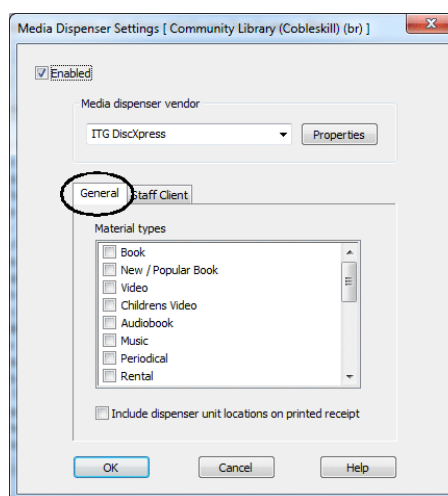 Media Dispenser Settings [ Community Library (Cobleskill) (br) ]
Enabled
Media dispenser vendor
ITG DiscXpress
Properties
General
Staff Client
Material types
Book
New / Popular Book
Video
Childrens Video
Audiobook
Music
Periodical
Rental
Include dispenser unit locations on printed receipt
OK
Cancel
Help